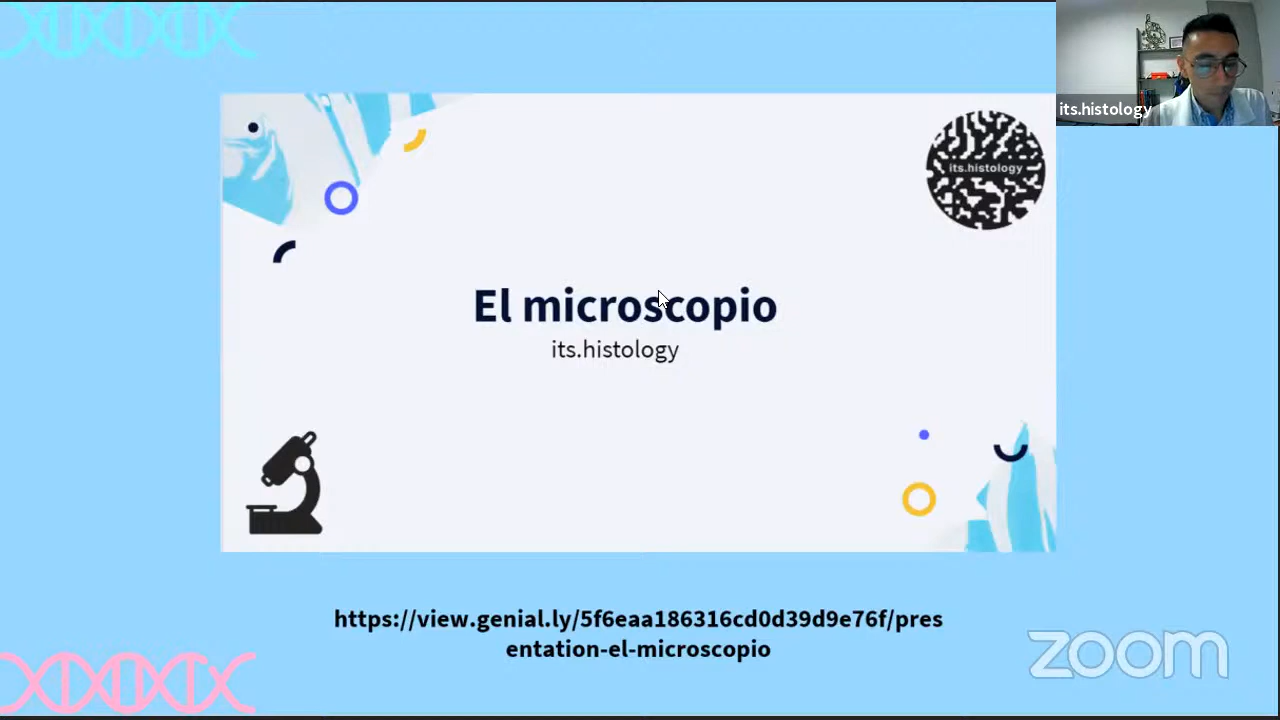 its.histology
its.histology
El microscopio
its.histology
https://view.genial.ly/5f6eaa186316cd0d39d9e76f/pres
entation-el-microscopio
zoom